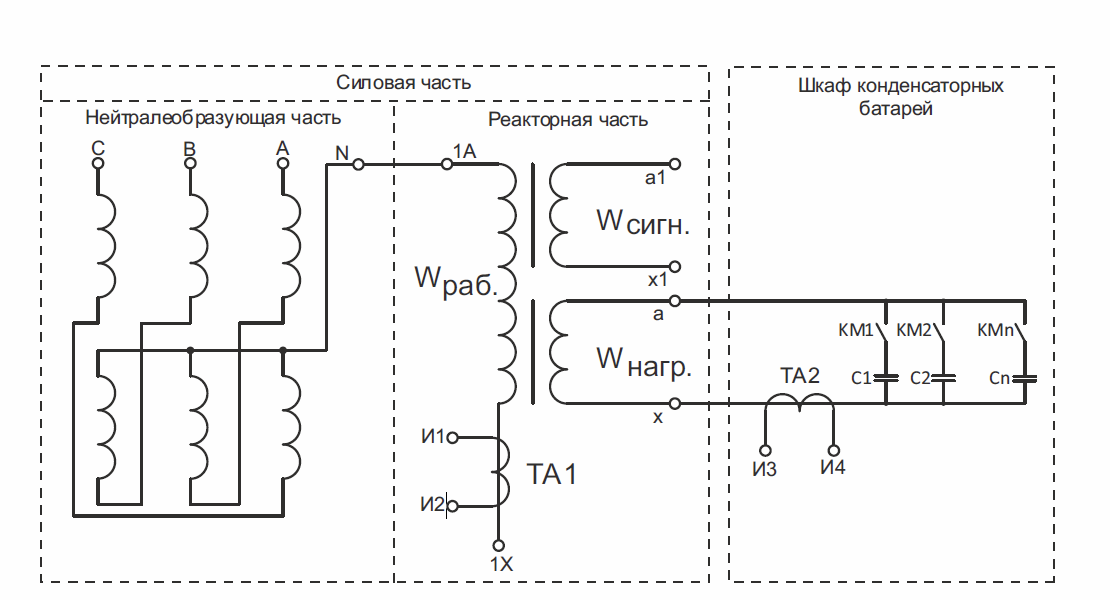 Силовая часть
Шкаф конденсаторных
батарей
Нейтралеобразующая часть
Реакторная часть
C
B
A
N
1A
a1
Wсигн.
x1
Wраб.
a
KM1
KM2
KMn
Wнагр.
TA2
C1
C2
Cn
x
И1
И3
И4
TA1
И2
1X